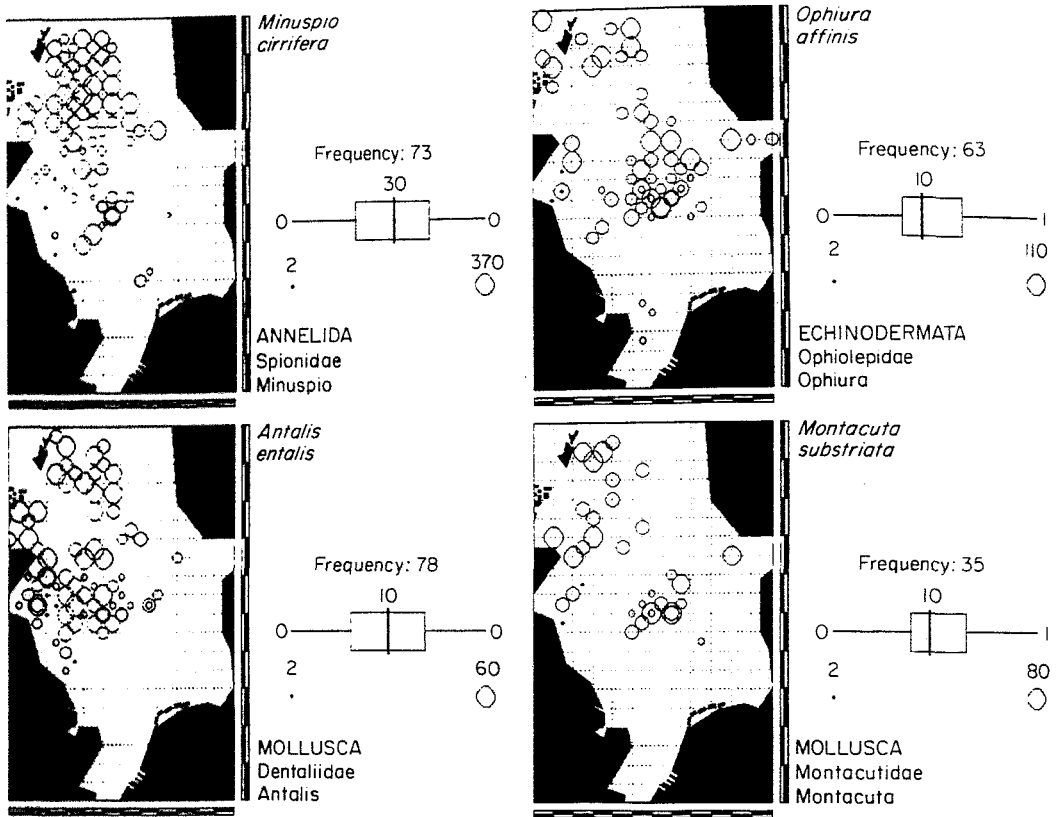 Minuspio
cirrifera
Frequency: 73
30
0
0
2
370
ANNELIDA
Spionidae
Minuspio
Ophiura
affinis
Frequency: 63
10
0
1
2
110
ECHINODERMATA
Ophiolepidae
Ophiura
Antalis
entalis
Frequency: 78
10
0
0
2
60
MOLLUSCA
Dentaliidae
Antalis
Montacuta
substriata
Frequency: 35
10
0
1
2
80
MOLLUSCA
Montacutidae
Montacuta